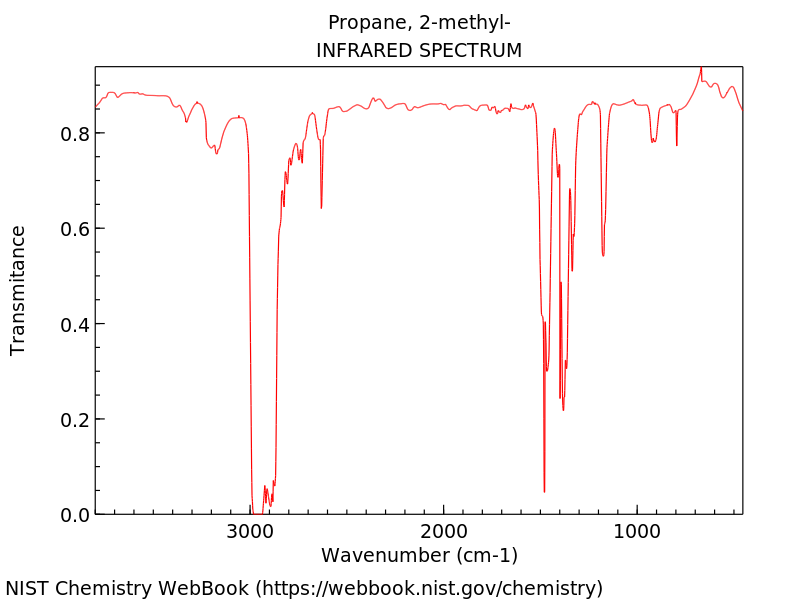 Propane, 2-methyl-
INFRARED SPECTRUM
Transmitance
0.8
0.6
0.4
0.2
0.0
3000 2000 1000
Wavenumber (cm-1)
NIST Chemistry WebBook (https://webbook.nist.gov/chemistry)